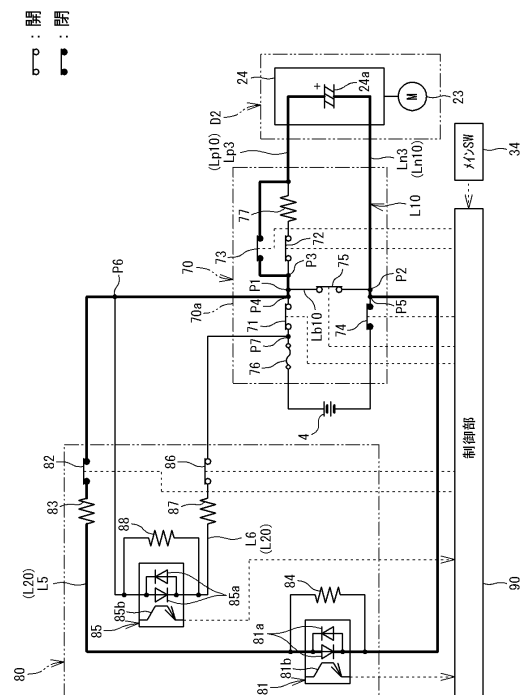 ：開
：閉
24
24a
+
D2
M
23
(Lp10)
Lp3
Ln3
(Ln10)
メインSW
34
77
73
72
L10
70
P3
75
P6
P1
P2
70a
P4
P5
71
Lb10
74
P7
76
4
制御部
82
86
83
87
88
L6
(L20)
(L20)
L5
85b
85a
85
84
81a
81b
81
80
90